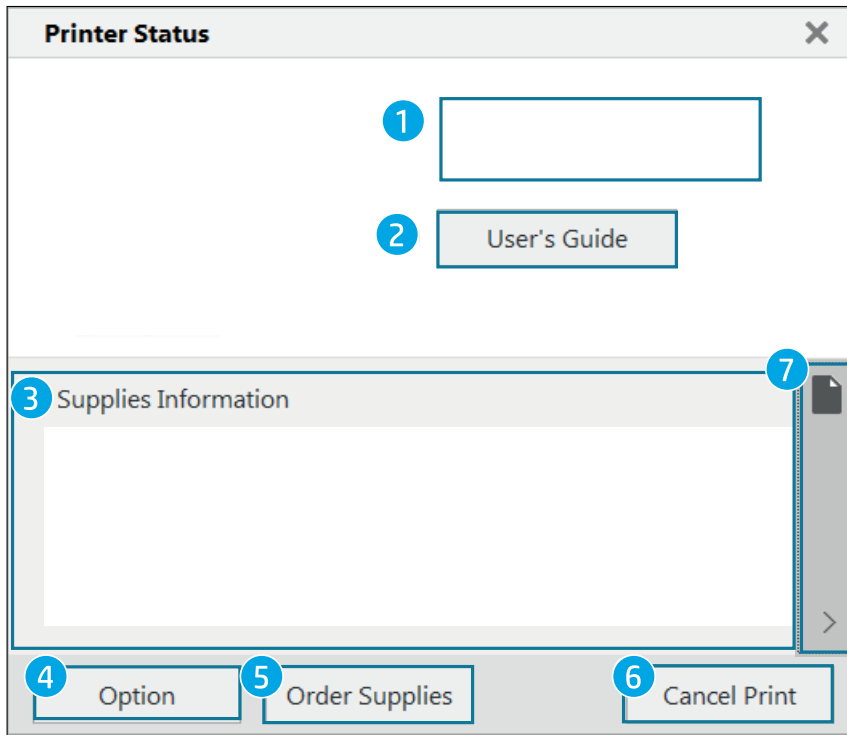 Printer Status
1
2 User's Guide
7
3 Supplies Information
4 Option 5 Order Supplies 6 Cancel Print